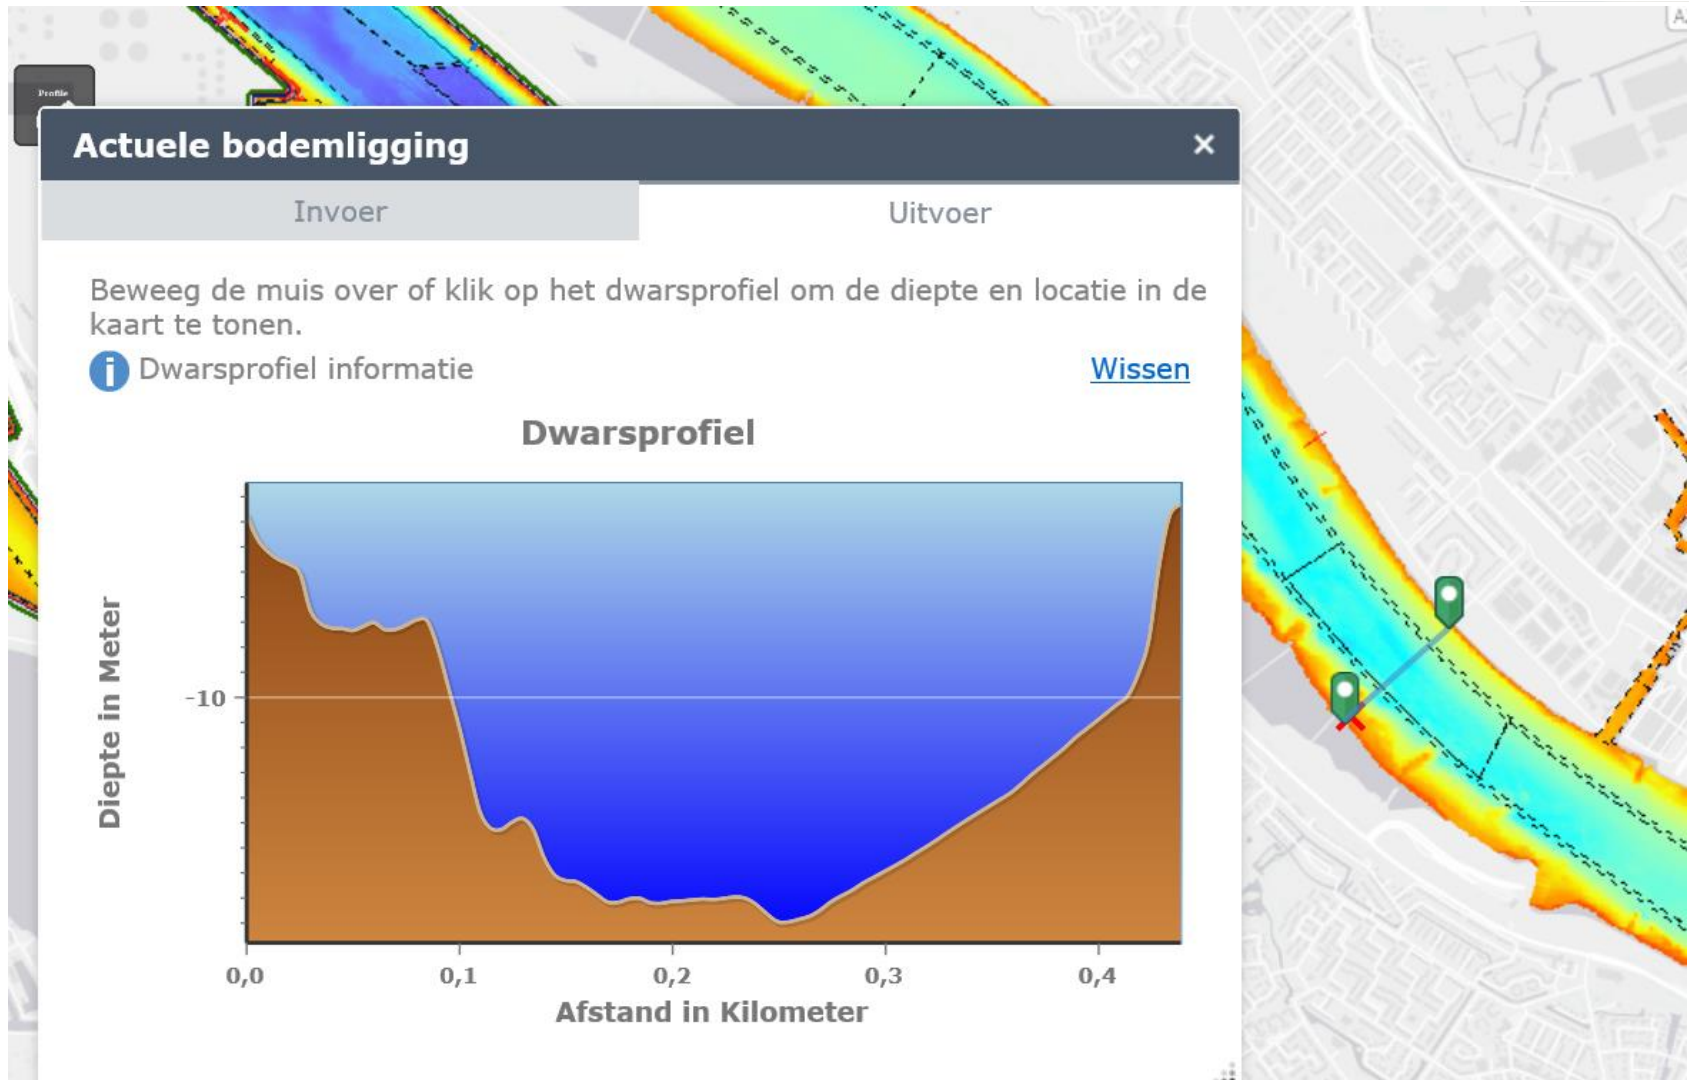 Profile
Actuele bodemligging
×
Invoer
Uitvoer
Beweeg de muis over of klik op het dwarsprofiel om de diepte en locatie in de
kaart te tonen.
i Dwarsprofiel informatie
Wissen
Dwarsprofiel
Diepte in Meter
-10
0,0 0,1 0,2 0,3 0,4
Afstand in Kilometer